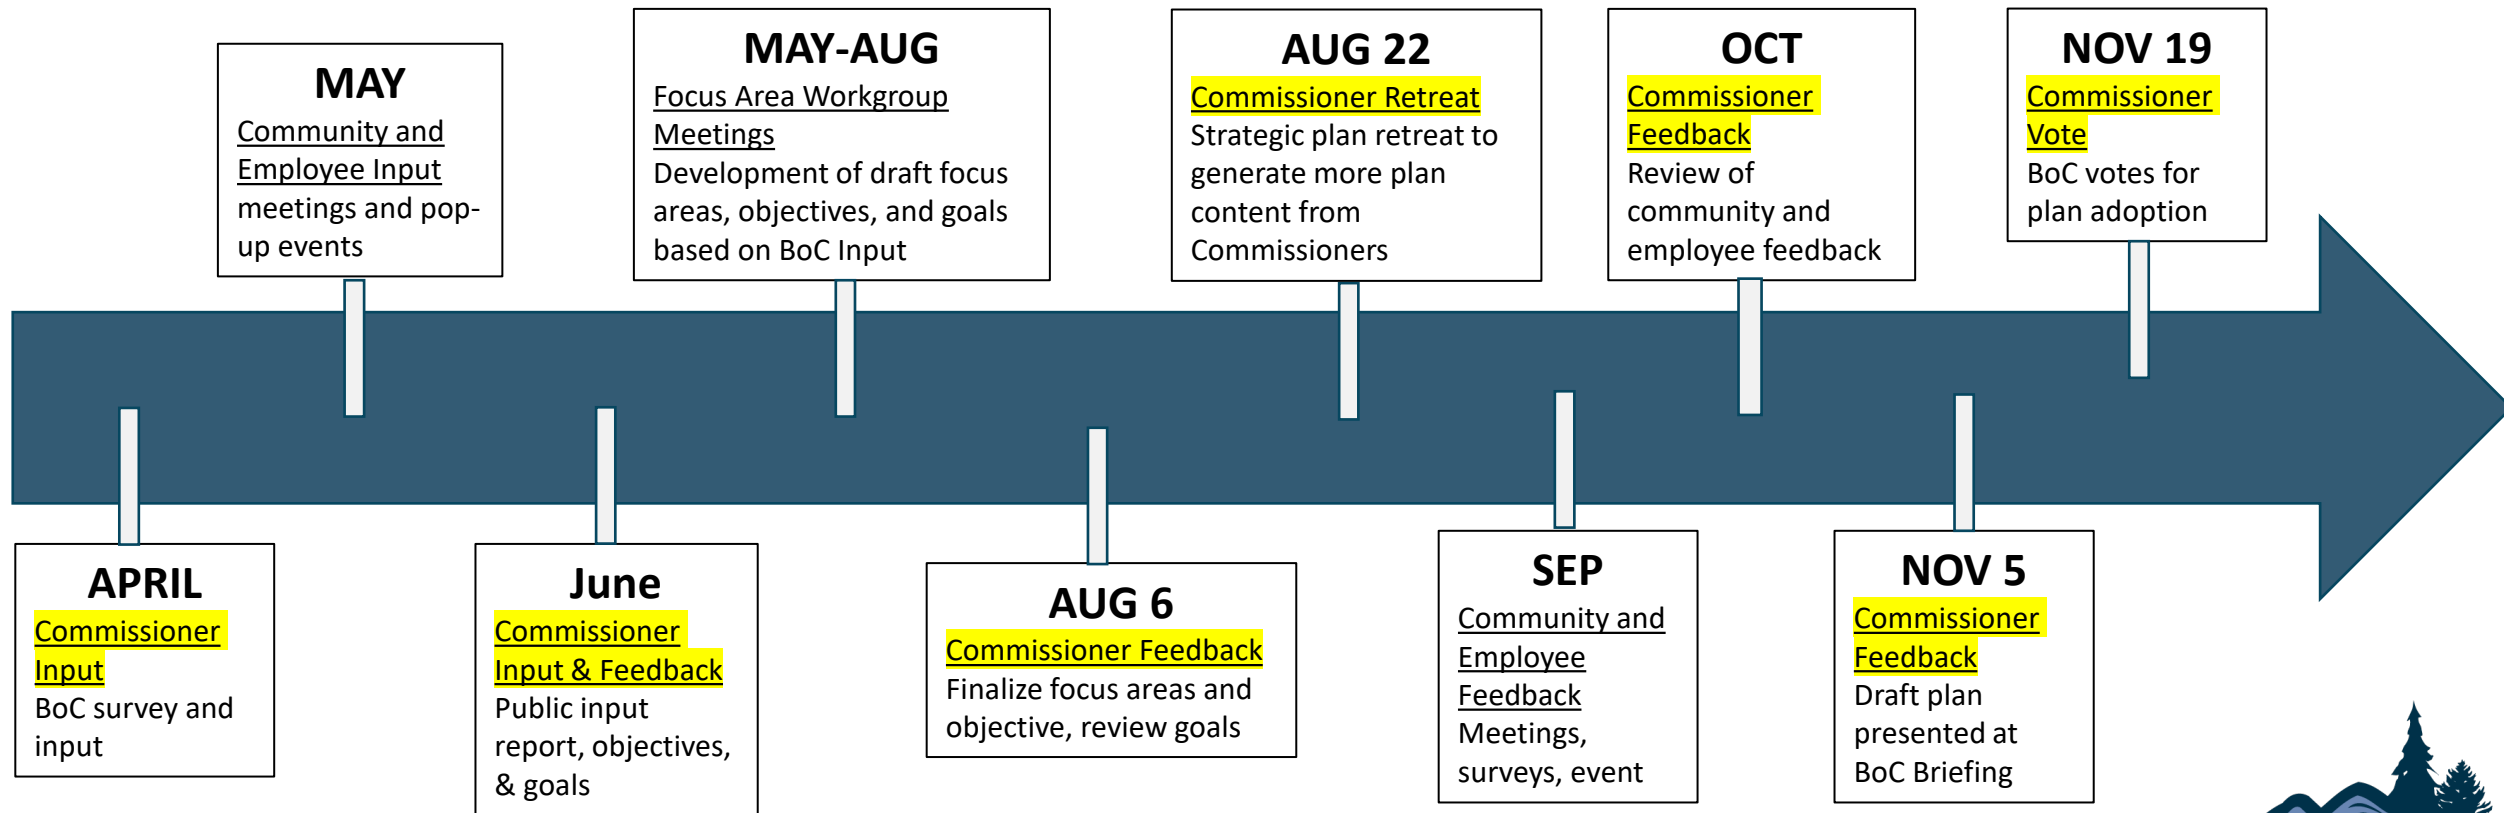 MAY
Community and
Employee Input
meetings and pop-
up events
MAY-AUG
Focus Area Workgroup
Meetings
Development of draft focus
areas, objectives, and goals
based on BoC Input
AUG 22
Commissioner Retreat
Strategic plan retreat to
generate more plan
content from
Commissioners
OCT
Commissioner
Feedback
Review of
community and
employee feedback
NOV 19
Commissioner
Vote
BoC votes for
plan adoption
APRIL
Commissioner
Input
BoC survey and
input
June
Commissioner
Input & Feedback
Public input
report, objectives,
& goals
AUG 6
Commissioner Feedback
Finalize focus areas and
objective, review goals
SEP
Community and
Employee
Feedback
Meetings,
surveys, event
NOV 5
Commissioner
Feedback
Draft plan
presented at
BoC Briefing